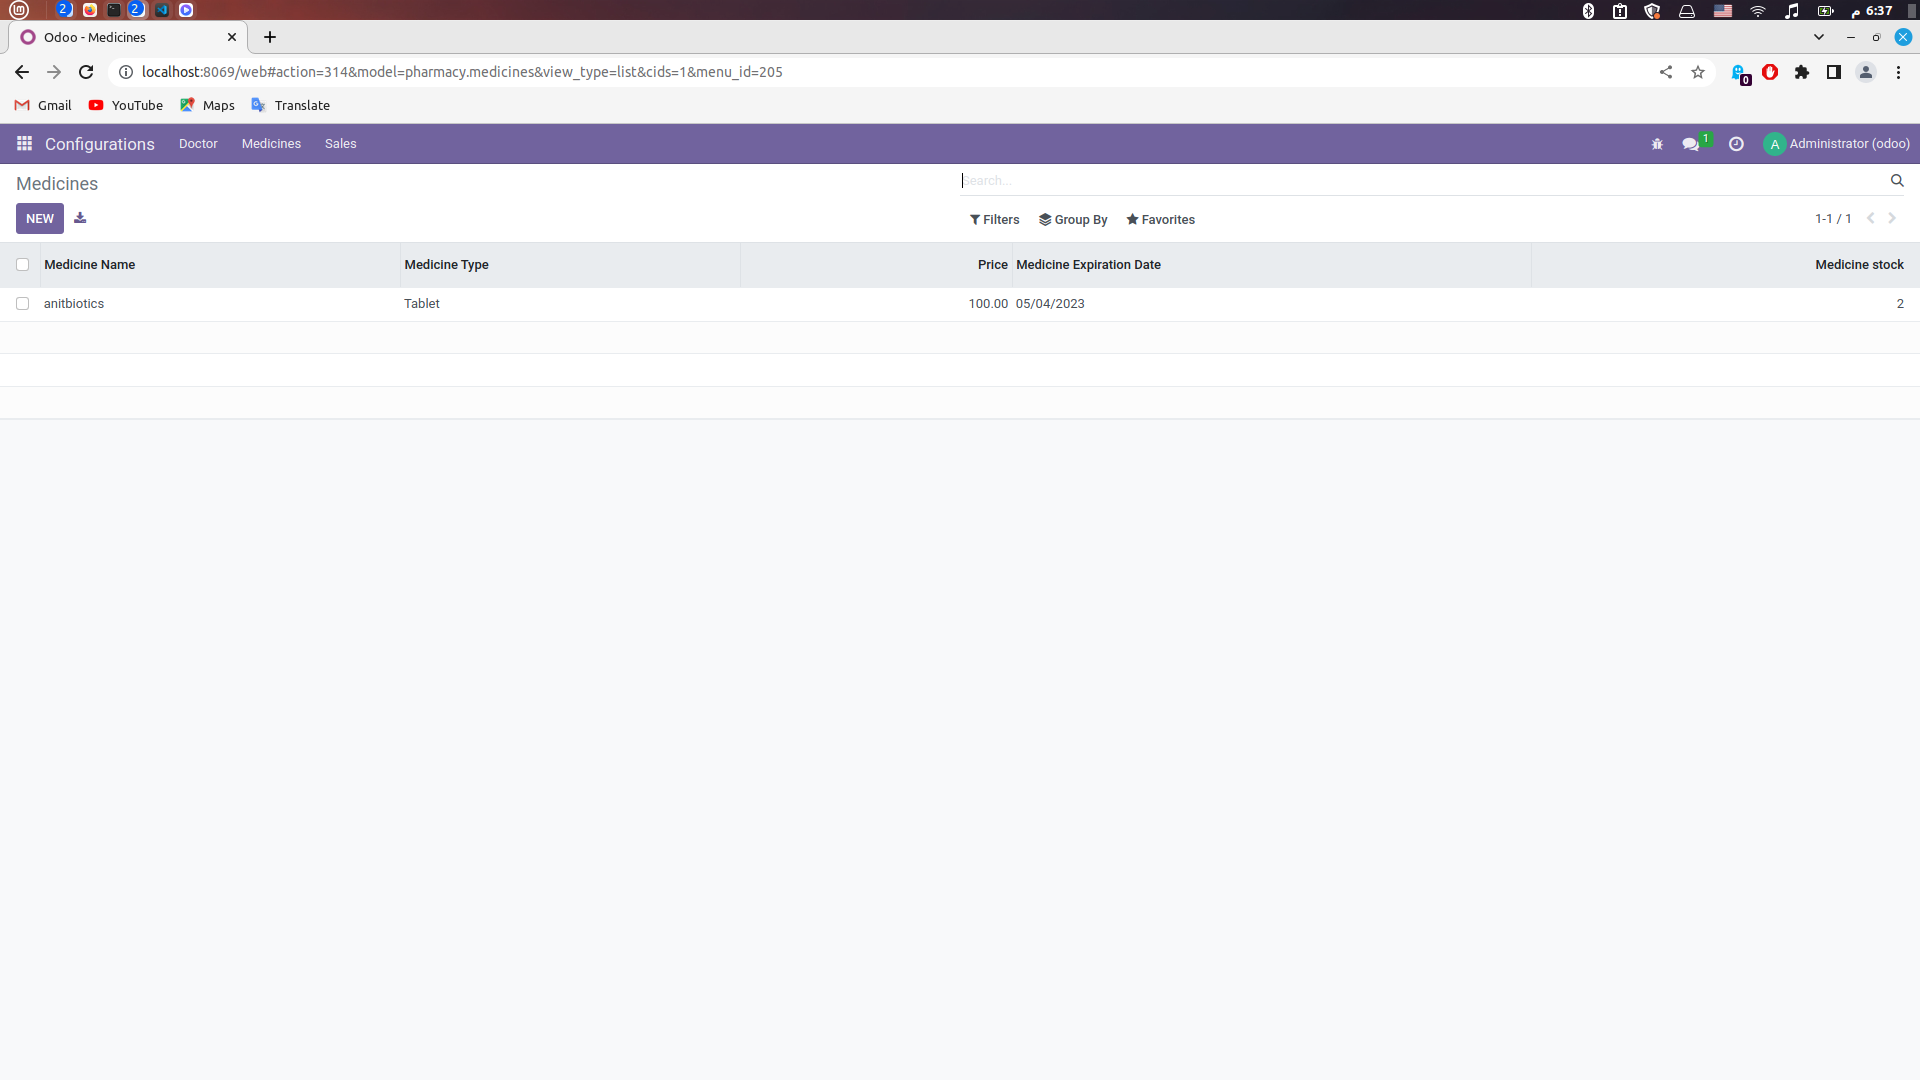 2 2 م 6:37
Odoo - Medicines
localhost:8069/web#action=314&model=pharmacy.medicines&view_type=list&cids=1&menu_id=205
0
Gmail YouTube Maps Translate
Configurations Doctor Medicines Sales 1 A Administrator (odoo)
Medicines Search...
NEW Filters Group By Favorites 1-1 / 1
Medicine Name Medicine Type Price Medicine Expiration Date Medicine stock
anitbiotics Tablet 100.00 05/04/2023 2